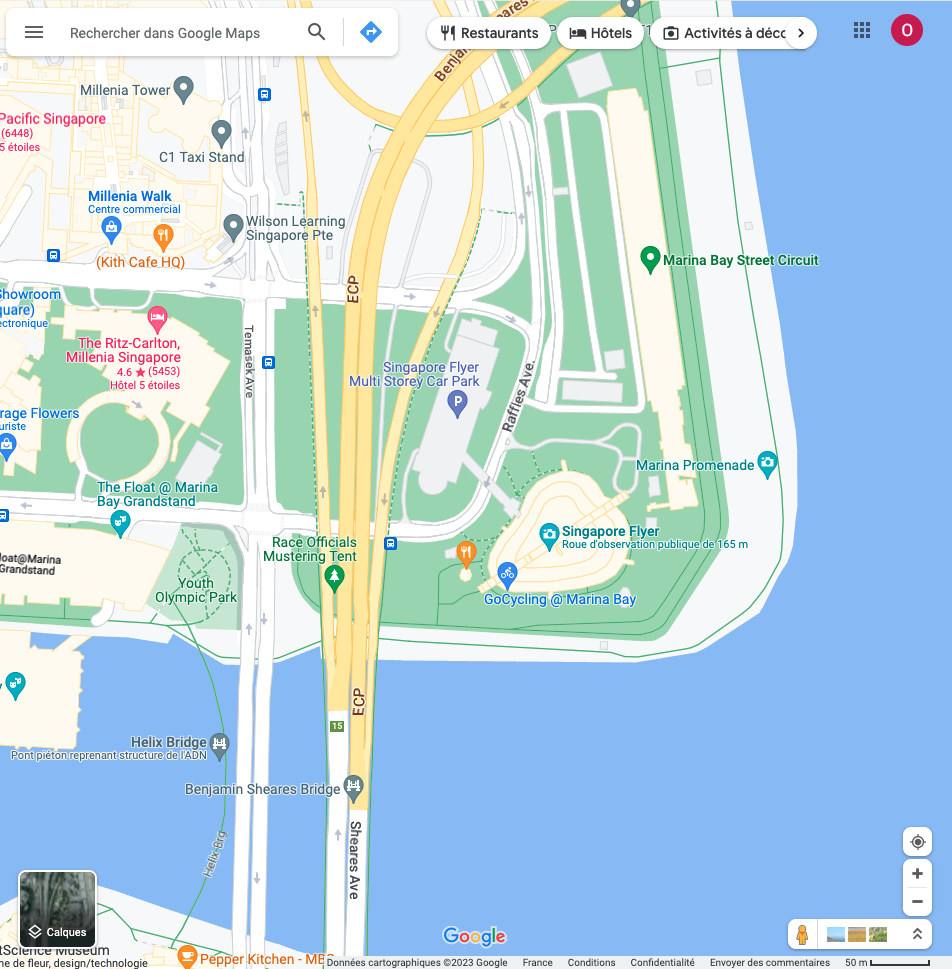 Rechercher dans Google Maps
Restaurants
Hôtels
Activités à déco
O
Benjamin Sheares
Millenia Tower
Pacific Singapore
(6448)
5 étoiles
C1 Taxi Stand
Millenia Walk
Centre commercial
Wilson Learning
Singapore Pte
(Kith Cafe HQ)
Marina Bay Street Circuit
ECP
Showroom
quare)
ectronique
The Ritz-Carlton,
Millenia Singapore
4.6 ★ (5453)
Hôtel 5 étoiles
Temasek Ave
Singapore Flyer
Multi Storey Car Park
P
Raffles Ave.
rage Flowers
uriste
Marina Promenade
The Float @ Marina
Bay Grandstand
Singapore Flyer
Roue d'observation publique de 165 m
Race Officials
Mustering Tent
loat@Marina
Grandstand
Youth
Olympic Park
GoCycling @ Marina Bay
ECP
15
Helix Bridge
Pont piéton reprenant structure de l'ADN
Benjamin Sheares Bridge
Helix Brg
Sheares Ave
Calques
Google
tScience Museum
ne de fleur, design/technologie
Pepper Kitchen - MBC
Données cartographiques ©2023 Google
France
Conditions
Confidentialité
Envoyer des commentaires
50 m